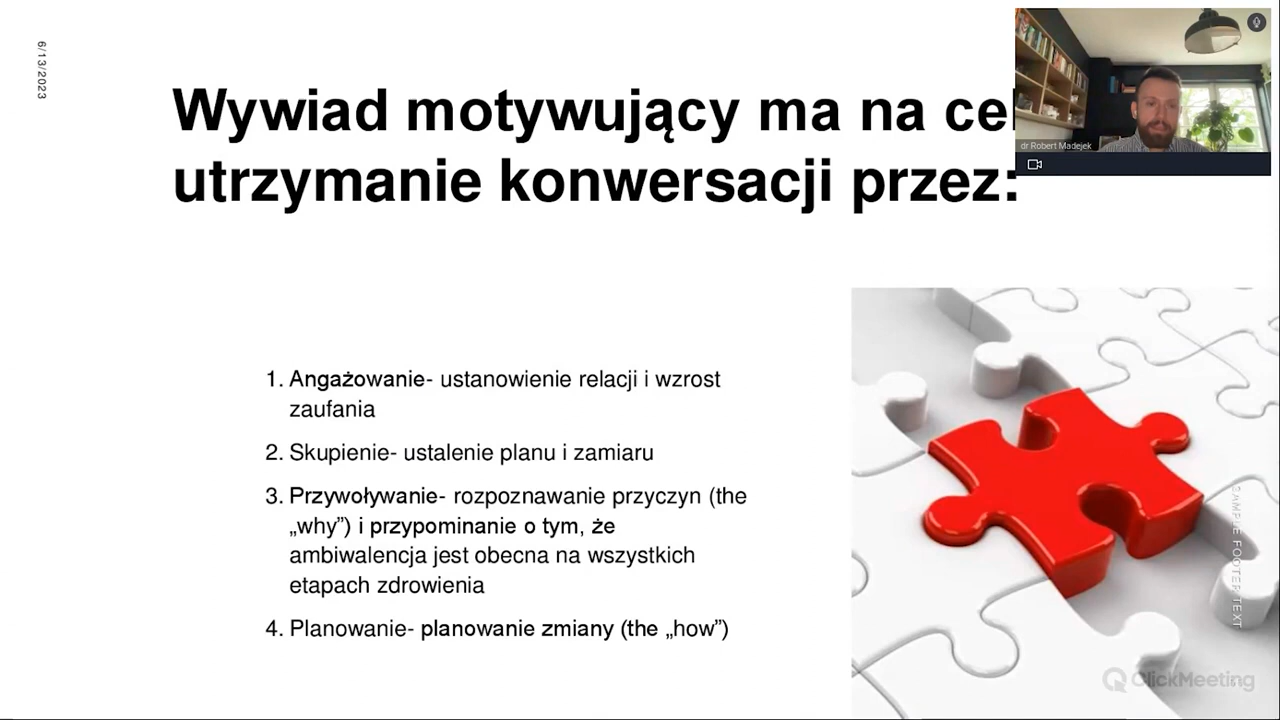 6/13/2023
Wywiad motywujący ma na cel
utrzymanie konwersacji przez:
dr Robert Madejek
1. Angażowanie- ustanowienie relacji i wzrost
zaufania
2. Skupienie- ustalenie planu i zamiaru
3. Przywoływanie- rozpoznawanie przyczyn (the
„why”) i przypominanie o tym, że
ambiwalencja jest obecna na wszystkich
etapach zdrowienia
4. Planowanie- planowanie zmiany (the „how”)
SAMPLE FOOTER TEXT
ClickMeeting